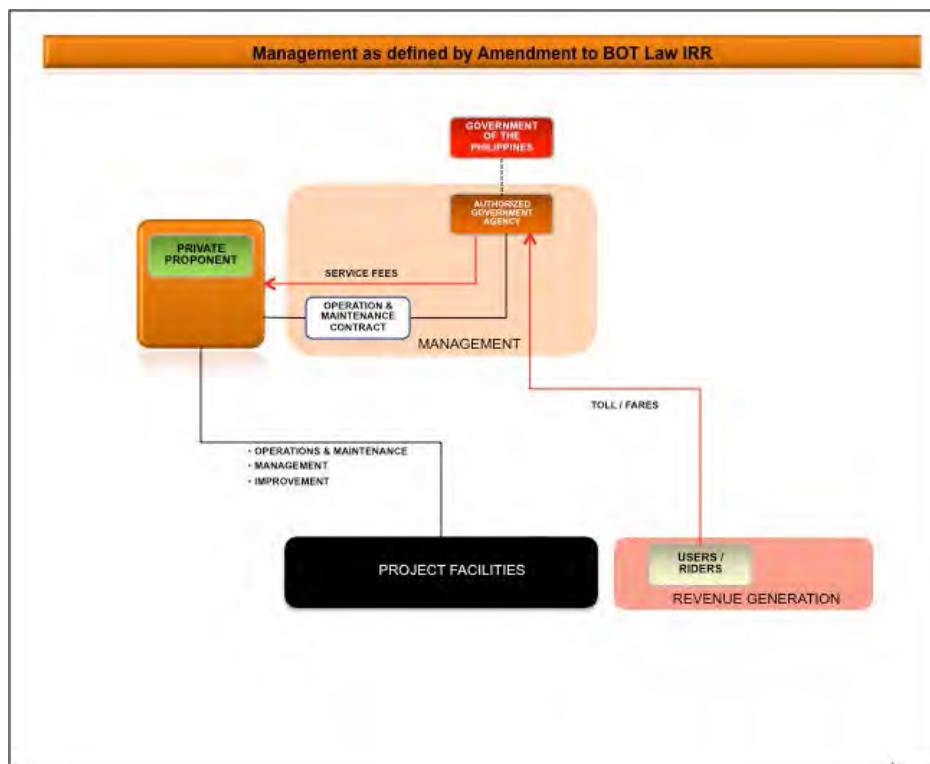 Management as defined by Amendment to BOT Law IRR
GOVERNMENT
OF THE
PHILIPPINES
AUTHORIZED
GOVERNMENT
AGENCY
PRIVATE
PROPONENT
SERVICE FEES
OPERATION &
MAINTENANCE
CONTRACT
MANAGEMENT
TOLL / FARES
· OPERATIONS & MAINTENANCE
· MANAGEMENT
· IMPROVEMENT
PROJECT FACILITIES
USERS /
RIDERS
REVENUE GENERATION